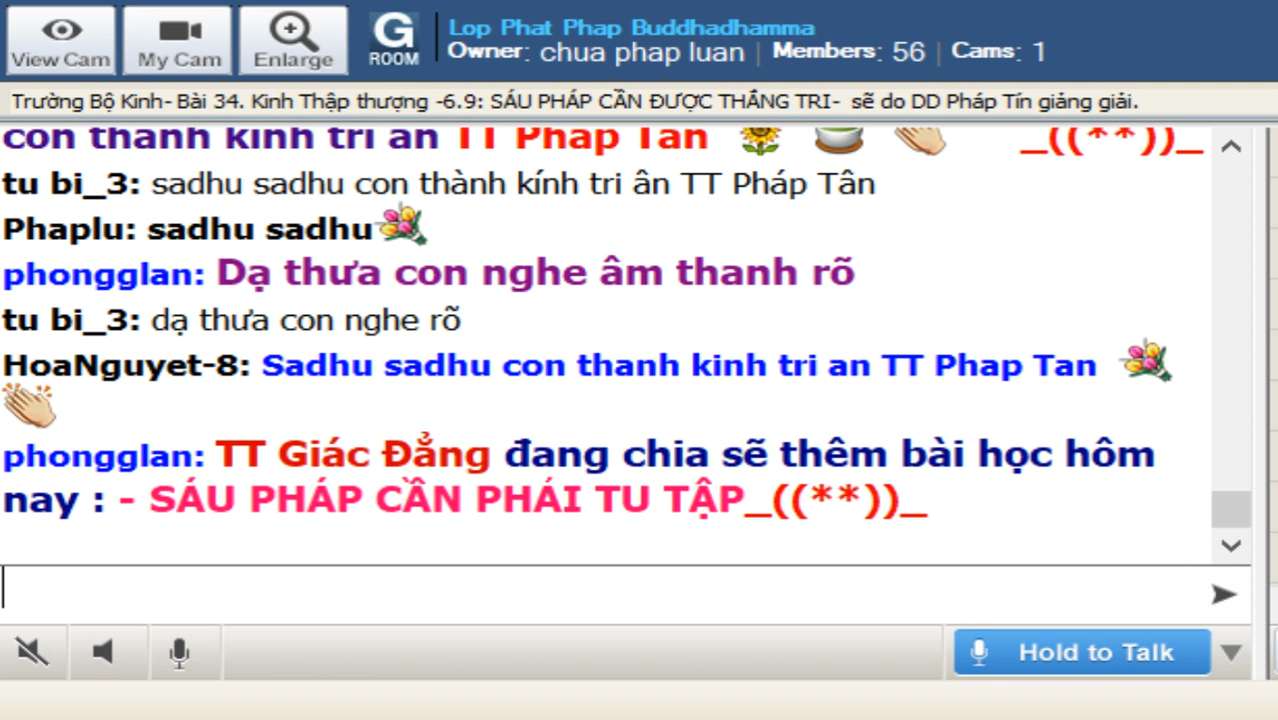 View Cam
My Cam
Enlarge
G
ROOM
Lop Phat Phap Buddhadhamma
Owner: chua phap luan | Members: 56 | Cams: 1
Trường Bộ Kinh- Bài 34. Kinh Thập thượng -6.9: SÁU PHÁP CẦN ĐƯỢC THẮNG TRI- sẽ do DD Pháp Tín giảng giải.
con thanh kinh tri an TT Phap Tan _((**))_
tu bi_3: sadhu sadhu con thành kính tri ân TT Pháp Tân
Phaplu: sadhu sadhu
phongglan: Dạ thưa con nghe âm thanh rõ
tu bi_3: dạ thưa con nghe rõ
HoaNguyet-8: Sadhu sadhu con thanh kinh tri an TT Phap Tan
phongglan: TT Giác Đẳng đang chia sẽ thêm bài học hôm
nay : - SÁU PHÁP CẦN PHÁI TU TẬP_((**))_
Hold to Talk